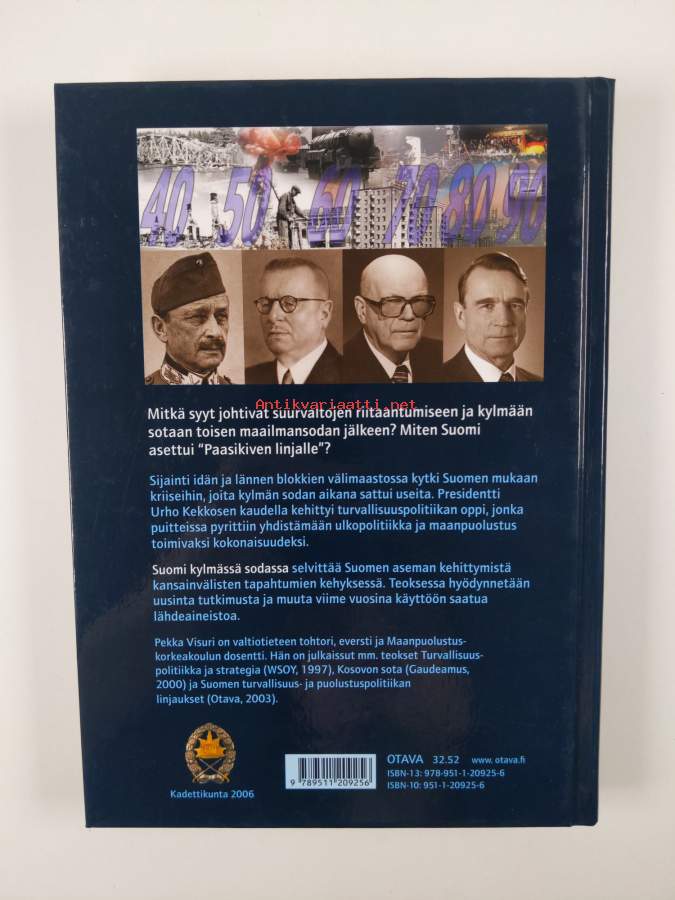 40 50 60 70 80 90
Antikvariaatti.net
Mitkä syyt johtivat suurvaltojen riitaantumiseen ja kylmään
sotaan toisen maailmansodan jälkeen? Miten Suomi
asettui "Paasikiven linjalle"?
Sijainti idän ja lännen blokkien välimaastossa kytki Suomen mukaan
kriiseihin, joita kylmän sodan aikana sattui useita. Presidentti
Urho Kekkosen kaudella kehittyi turvallisuuspolitiikan oppi, jonka
puitteissa pyrittiin yhdistämään ulkopolitiikka ja maanpuolustus
toimivaksi kokonaisuudeksi.
Suomi kylmässä sodassa selvittää Suomen aseman kehittymistä
kansainvälisten tapahtumien kehyksessä. Teoksessa hyödynnetään
uusinta tutkimusta ja muuta viime vuosina käyttöön saatua
lähdeaineistoa.
Pekka Visuri on valtiotieteen tohtori, eversti ja Maanpuolustus-
korkeakoulun dosentti. Hän on julkaissut mm. teokset Turvallisuus-
politiikka ja strategia (WSOY, 1997), Kosovon sota (Gaudeamus,
2000) ja Suomen turvallisuus- ja puolustuspolitiikan
linjaukset (Otava, 2003).
Kadettikunta 2006
9 789511 209256
OTAVA 32.52 www.otava.fi
ISBN-13: 978-951-1-20925-6
ISBN-10: 951-1-20925-6